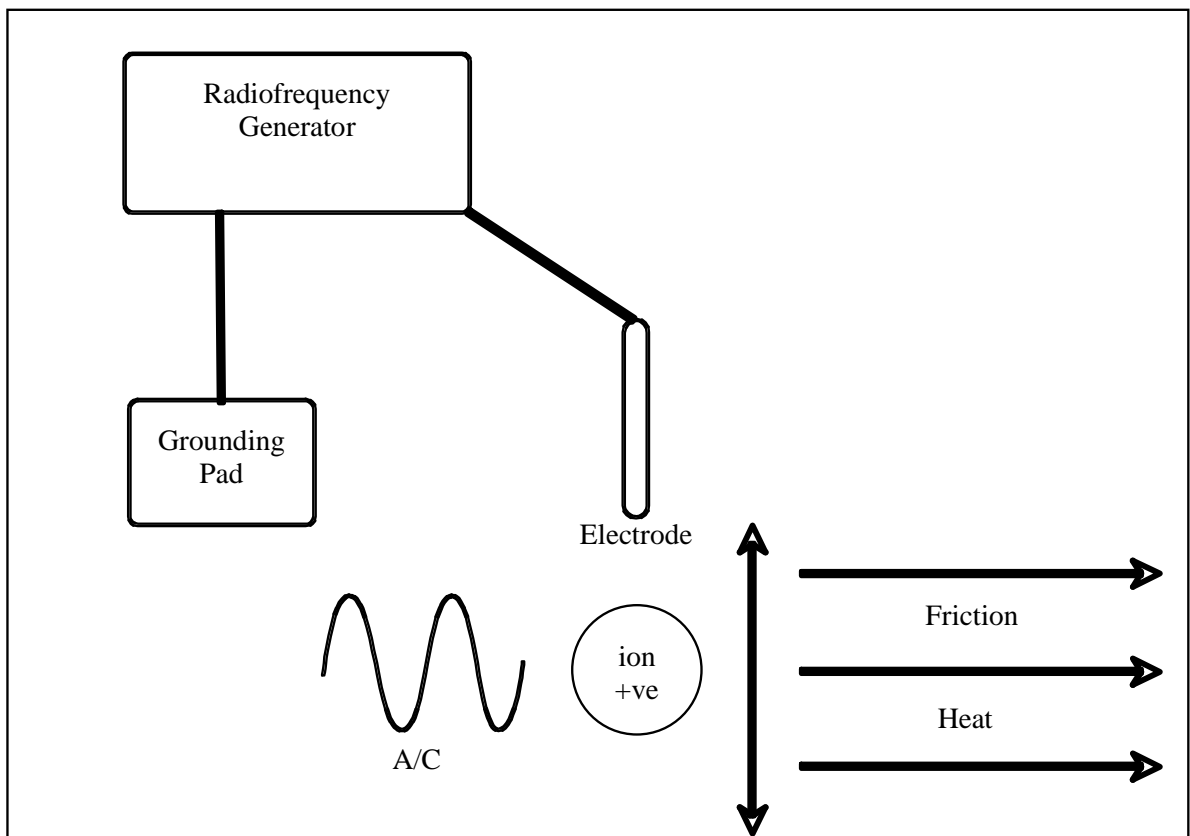 Radiofrequency
Generator
Grounding
Pad
Electrode
Friction
ion
+ve
Heat
A/C